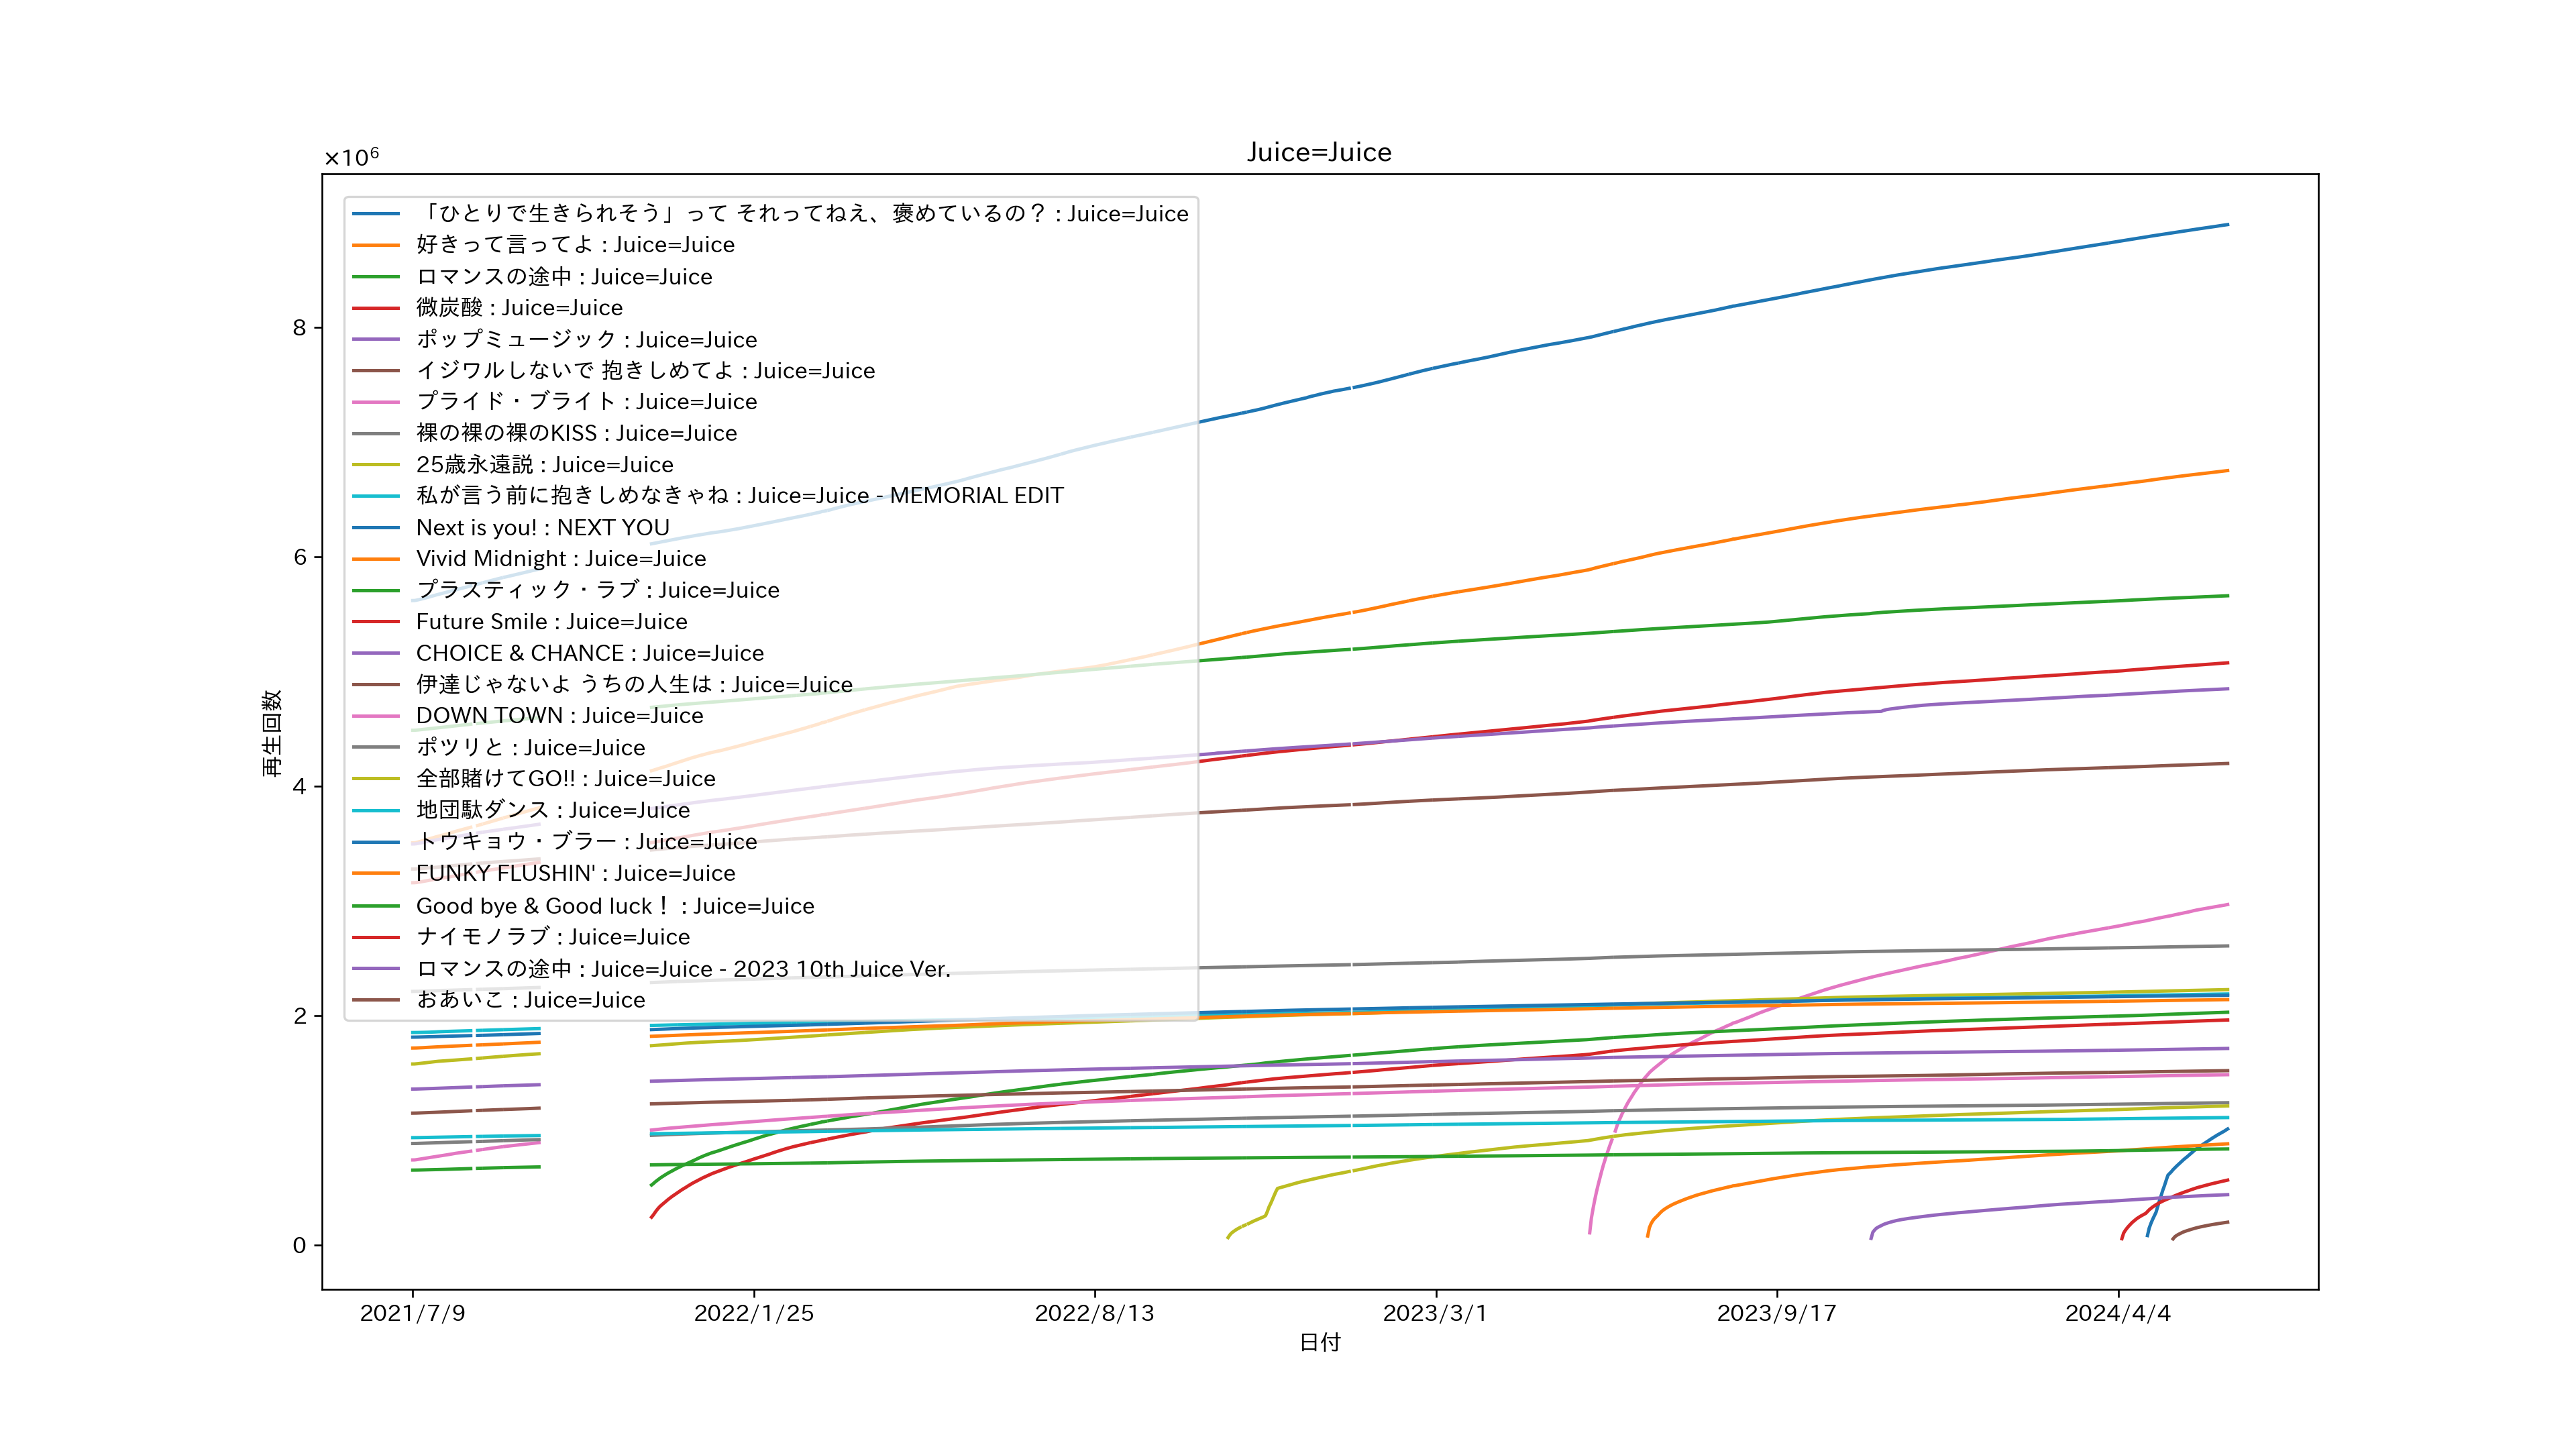 Juice=Juice
×10⁶
「ひとりで生きられそう」って それってねえ、褒めているの? : Juice=Juice
好きって言ってよ : Juice=Juice
ロマンスの途中 : Juice=Juice
微炭酸 : Juice=Juice
ポップミュージック : Juice=Juice
イジワルしないで 抱きしめてよ : Juice=Juice
プライド・ブライト : Juice=Juice
裸の裸の裸のKISS : Juice=Juice
25歳永遠説 : Juice=Juice
私が言う前に抱きしめなきゃね : Juice=Juice - MEMORIAL EDIT
Next is you! : NEXT YOU
Vivid Midnight : Juice=Juice
プラスティック・ラブ : Juice=Juice
Future Smile : Juice=Juice
CHOICE & CHANCE : Juice=Juice
伊達じゃないよ うちの人生は : Juice=Juice
DOWN TOWN : Juice=Juice
ポツリと : Juice=Juice
全部賭けてGO!! : Juice=Juice
地団駄ダンス : Juice=Juice
トウキョウ・ブラー : Juice=Juice
FUNKY FLUSHIN' : Juice=Juice
Good bye & Good luck! : Juice=Juice
ナイモノラブ : Juice=Juice
ロマンスの途中 : Juice=Juice - 2023 10th Juice Ver.
おあいこ : Juice=Juice
再生回数
8
6
4
2
0
2021/7/9
2022/1/25
2022/8/13
2023/3/1
2023/9/17
2024/4/4
日付